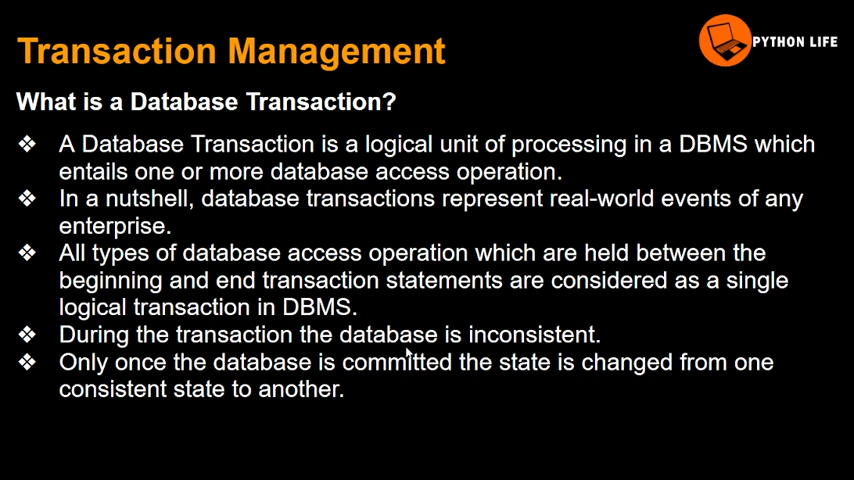 Transaction Management
PYTHON LIFE
What is a Database Transaction?
❖ A Database Transaction is a logical unit of processing in a DBMS which
entails one or more database access operation.
❖ In a nutshell, database transactions represent real-world events of any
enterprise.
❖ All types of database access operation which are held between the
beginning and end transaction statements are considered as a single
logical transaction in DBMS.
❖ During the transaction the database is inconsistent.
❖ Only once the database is committed the state is changed from one
consistent state to another.